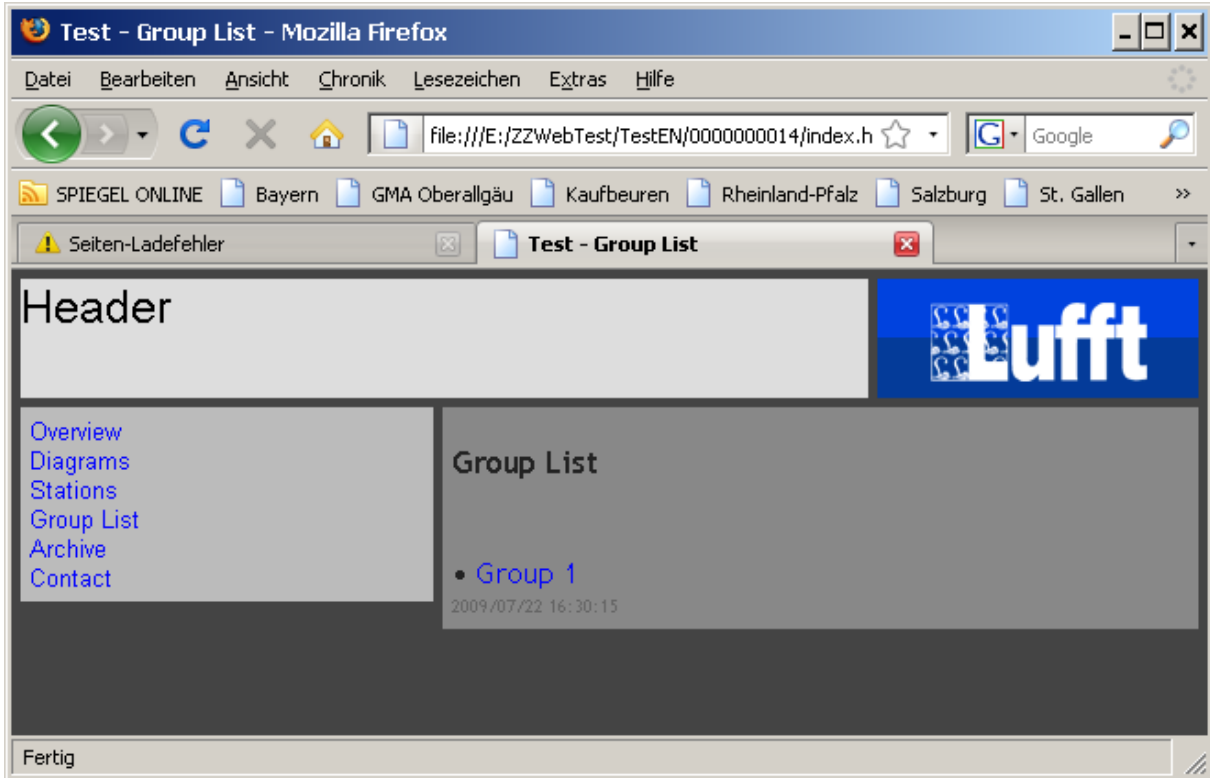 Test - Group List - Mozilla Firefox
Datei Bearbeiten Ansicht Chronik Lesezeichen Extras Hilfe
file:///E:/ZZWebTest/TestEN/0000000014/index.h G Google
SPIEGEL ONLINE Bayern GMA Oberallgäu Kaufbeuren Rheinland-Pfalz Salzburg St. Gallen »
Seiten-Ladefehler Test - Group List
Header
Lufft
Overview
Diagrams
Stations
Group List
Archive
Contact
Group List
• Group 1
2009/07/22 16:30:15
Fertig